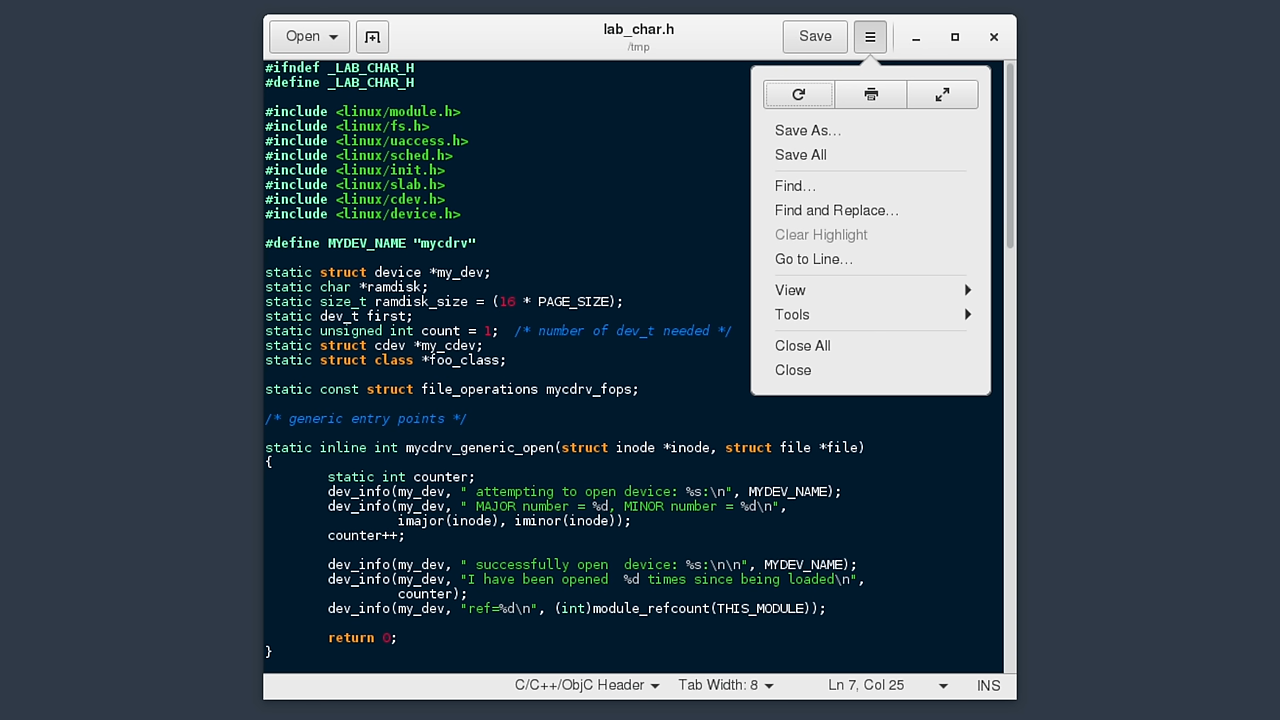 Open
lab_char.h
/tmp
Save
#ifndef _LAB_CHAR_H
#define _LAB_CHAR_H
#include <linux/module.h>
#include <linux/fs.h>
#include <linux/uaccess.h>
#include <linux/sched.h>
#include <linux/init.h>
#include <linux/slab.h>
#include <linux/cdev.h>
#include <linux/device.h>
#define MYDEV_NAME "mycdrv"
static struct device *my_dev;
static char *ramdisk;
static size_t ramdisk_size = (16 * PAGE_SIZE);
static dev_t first;
static unsigned int count = 1;  /* number of dev_t needed */
static struct cdev *my_cdev;
static struct class *foo_class;
static const struct file_operations mycdrv_fops;
/* generic entry points */
static inline int mycdrv_generic_open(struct inode *inode, struct file *file)
{
static int counter;
dev_info(my_dev, " attempting to open device: %s:\n", MYDEV_NAME);
dev_info(my_dev, " MAJOR number = %d, MINOR number = %d\n",
imajor(inode), iminor(inode));
counter++;
dev_info(my_dev, " successfully open  device: %s:\n\n", MYDEV_NAME);
dev_info(my_dev, "I have been opened  %d times since being loaded\n",
counter);
dev_info(my_dev, "ref=%d\n", (int)module_refcount(THIS_MODULE));
return 0;
}
Save As…
Save All
Find…
Find and Replace…
Clear Highlight
Go to Line…
View
Tools
Close All
Close
C/C++/ObjC Header
Tab Width: 8
Ln 7, Col 25
INS